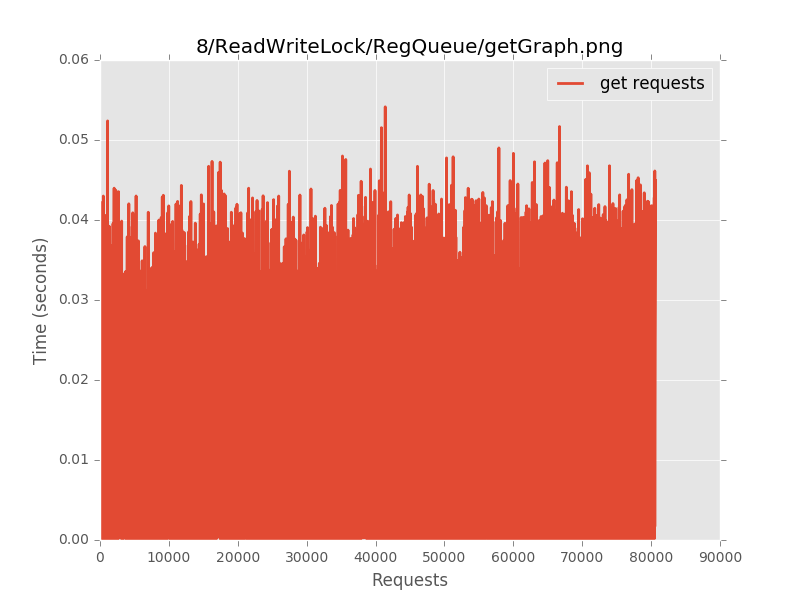 8/ReadWriteLock/RegQueue/getGraph.png
get requests
0.06
0.05
0.04
0.03
0.02
0.01
0.00
Time (seconds)
0 10000 20000 30000 40000 50000 60000 70000 80000 90000
Requests